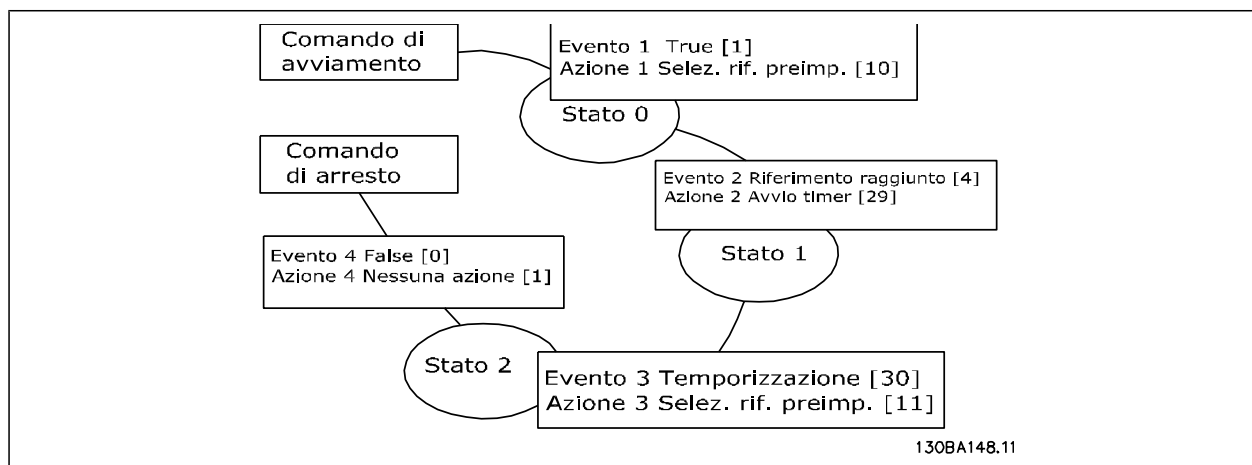 Comando di
avviamento
Evento 1  True [1]
Azione 1 Selez. rif. preimp. [10]
Stato 0
Comando
di arresto
Evento 2 Riferimento raggiunto [4]
Azione 2 Avvio timer [29]
Stato 1
Evento 4 False [0]
Azione 4 Nessuna azione [1]
Stato 2
Evento 3 Temporizzazione [30]
Azione 3 Selez. rif. preimp. [11]
130BA148.11